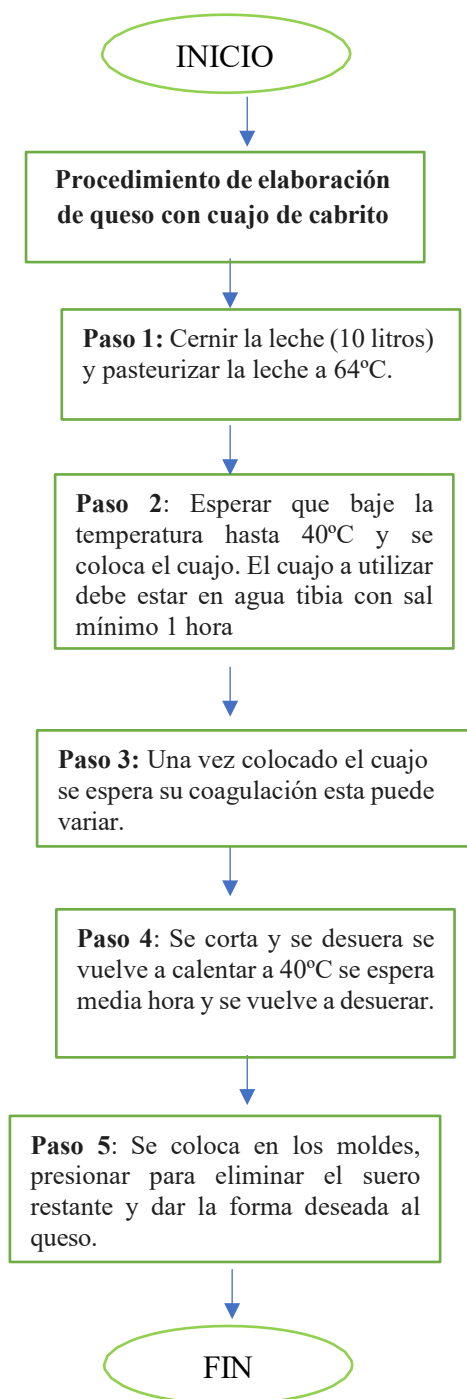 INICIO
Procedimiento de elaboración
de queso con cuajo de cabrito
Paso 1: Cernir la leche (10 litros)
y pasteurizar la leche a 64ºC.
Paso 2: Esperar que baje la
temperatura hasta 40ºC y se
coloca el cuajo. El cuajo a utilizar
debe estar en agua tibia con sal
mínimo 1 hora
Paso 3: Una vez colocado el cuajo
se espera su coagulación esta puede
variar.
Paso 4: Se corta y se desuera se
vuelve a calentar a 40ºC se espera
media hora y se vuelve a desuerar.
Paso 5: Se coloca en los moldes,
presionar para eliminar el suero
restante y dar la forma deseada al
queso.
FIN